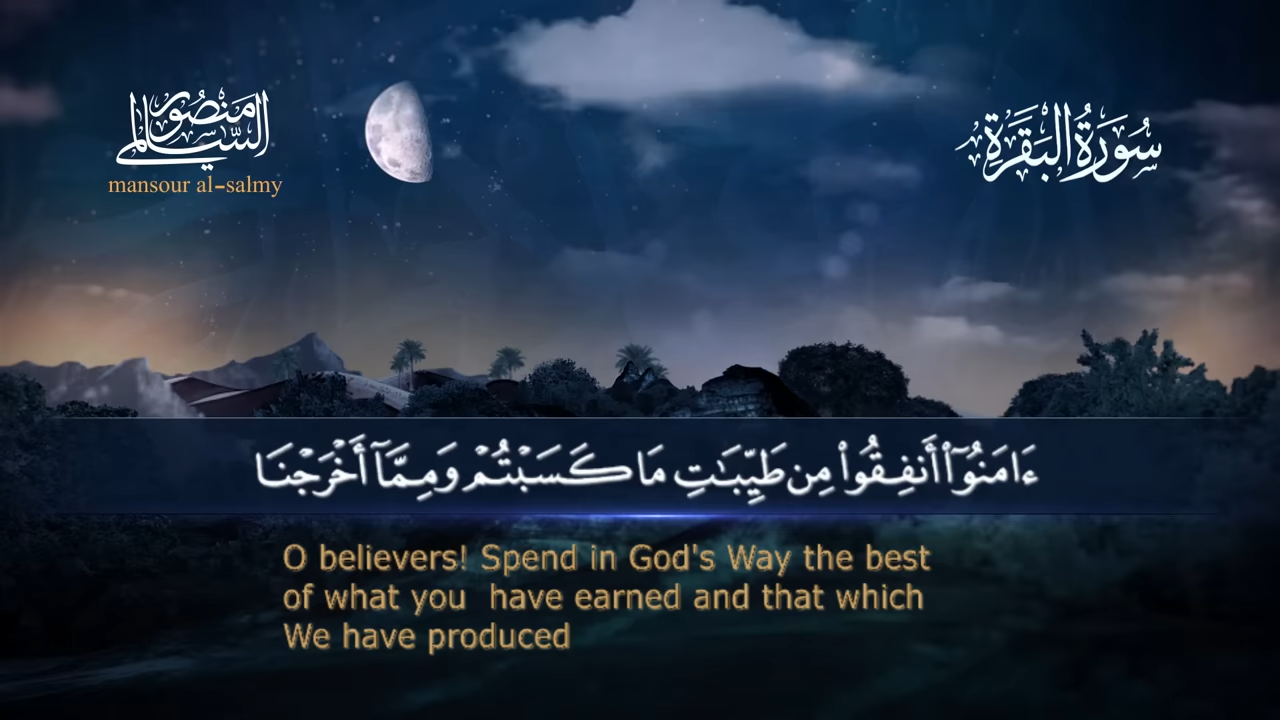 منصور
السالمي
mansour al-salmy
سُورَةُ البَقَرَةِ
ءَامَنُوٓا۟ أَنفِقُوا۟ مِن طَيِّبَـٰتِ مَا كَسَبْتُمْ وَمِمَّآ أَخْرَجْنَا
O believers! Spend in God's Way the best
of what you  have earned and that which
We have produced